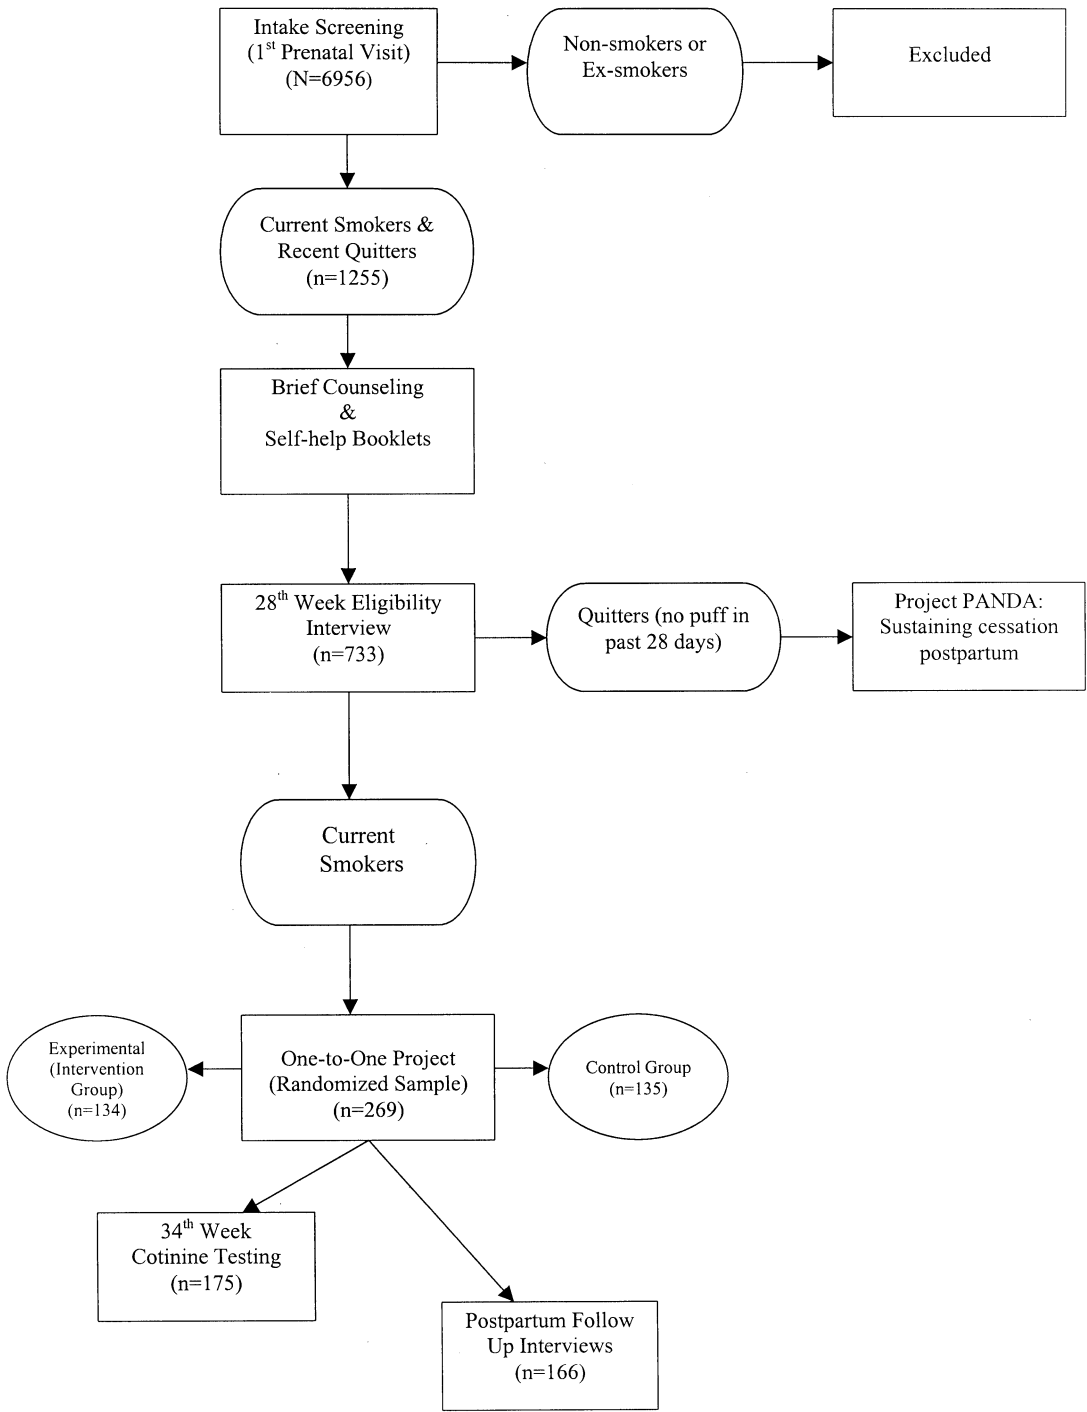 Intake Screening
(1st Prenatal Visit)
(N=6956)
Non-smokers or
Ex-smokers
Excluded
Current Smokers &
Recent Quitters
(n=1255)
Brief Counseling
&
Self-help Booklets
28th Week Eligibility
Interview
(n=733)
Quitters (no puff in
past 28 days)
Project PANDA:
Sustaining cessation
postpartum
Current
Smokers
Experimental
(Intervention
Group)
(n=134)
One-to-One Project
(Randomized Sample)
(n=269)
Control Group
(n=135)
34th Week
Cotinine Testing
(n=175)
Postpartum Follow
Up Interviews
(n=166)